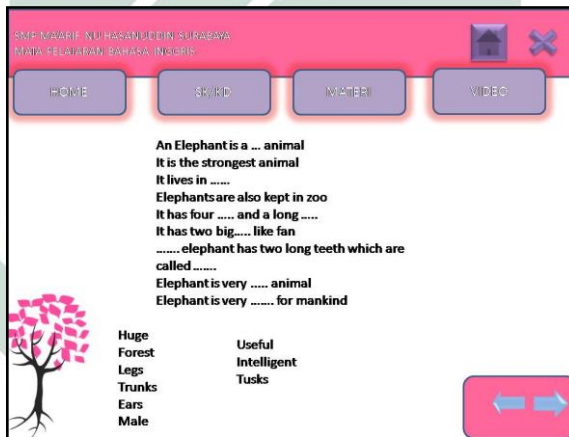 SMP MAARIF NU HASANUDDIN SURABAYA
MATA PELAJARAN BAHASA INGGRIS
HOME
SK/KD
MATERI
VIDEO
An Elephant is a ... animal
It is the strongest animal
It lives in ......
Elephants are also kept in zoo
It has four ..... and a long .....
It has two big..... like fan
....... elephant has two long teeth which are
called .......
Elephant is very ..... animal
Elephant is very ....... for mankind
Huge
Forest
Legs
Trunks
Ears
Male
Useful
Intelligent
Tusks